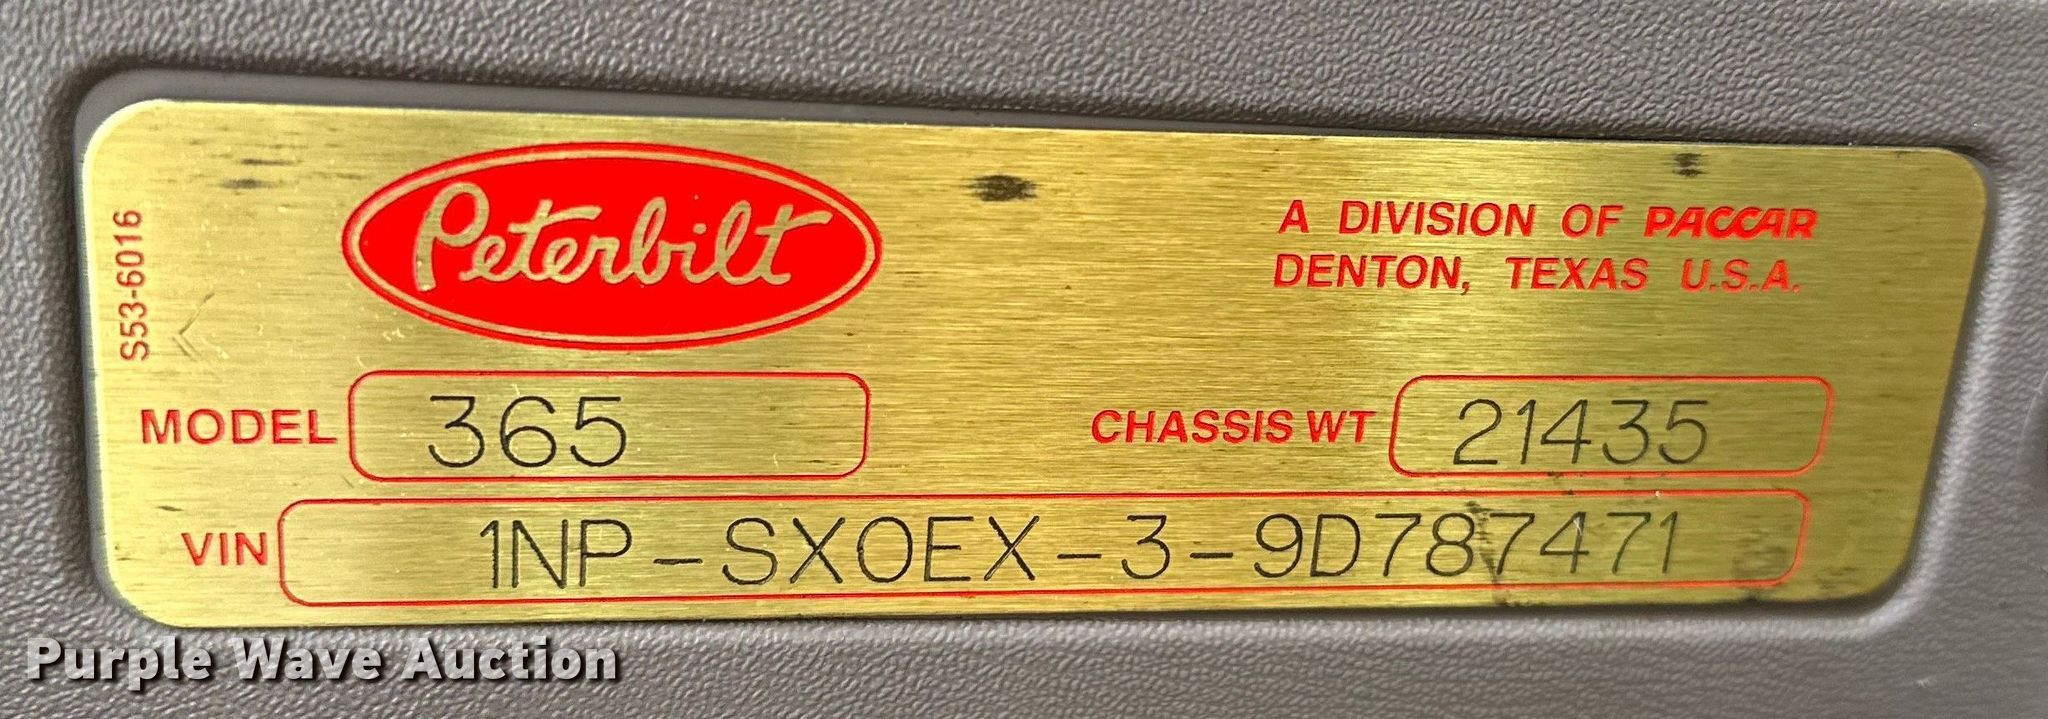 S53-6016
Peterbilt
A DIVISION OF PACCAR
DENTON, TEXAS U.S.A.
MODEL 365
CHASSIS WT 21435
VIN 1NP-SX0EX-3-9D787471
Purple Wave Auction